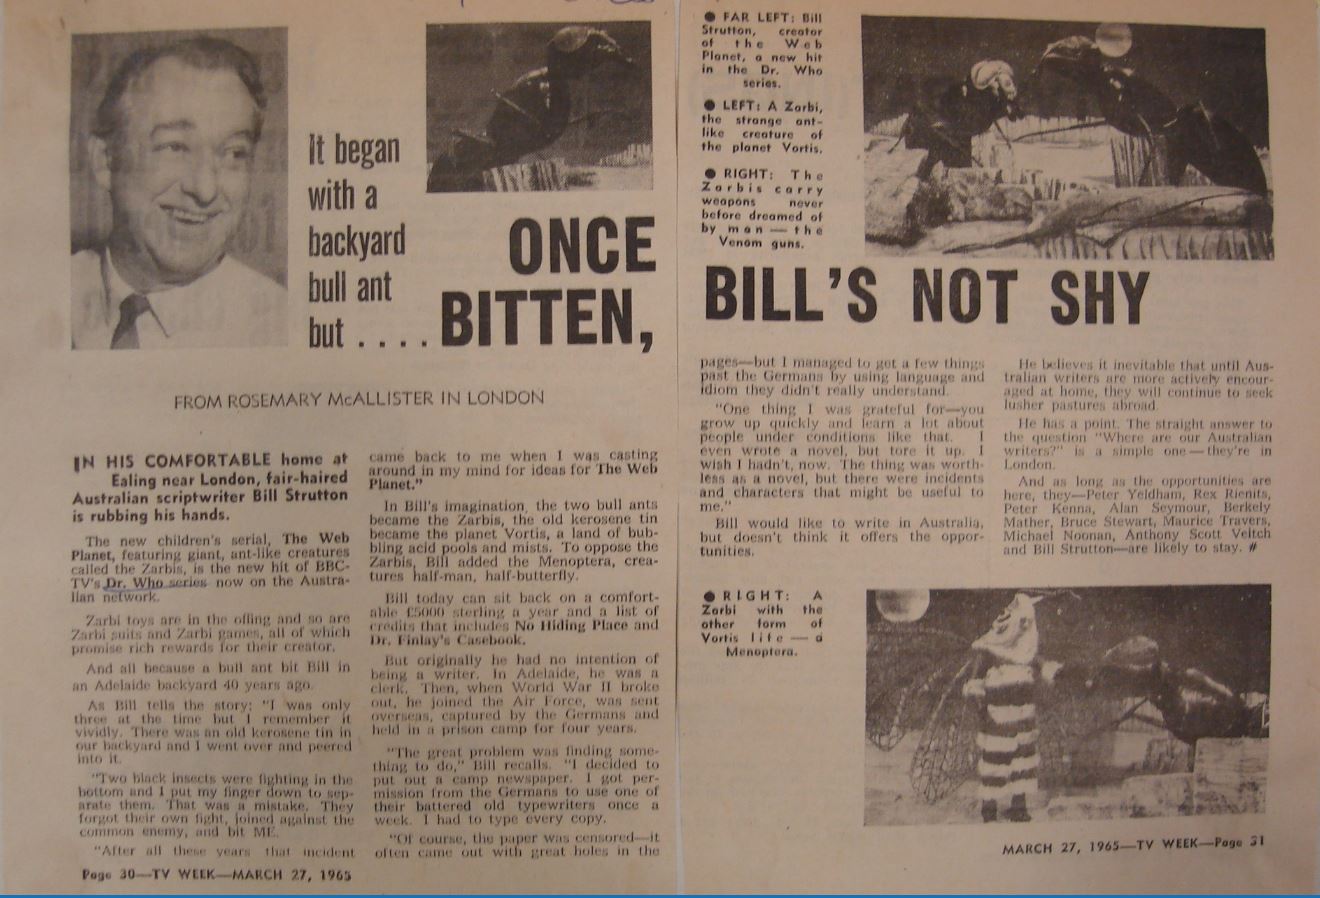 It began
with a
backyard
bull ant
but . . . .
ONCE
BITTEN,
BILL'S NOT SHY
FROM ROSEMARY McALLISTER IN LONDON
IN HIS COMFORTABLE home at
Ealing near London, fair-haired
Australian scriptwriter Bill Strutton
is rubbing his hands.
The new children's serial, The Web
Planet, featuring giant, ant-like creatures
called the Zarbis, is the new hit of BBC-
TV's Dr. Who series now on the Austra-
lian network.
Zarbi toys are in the offing and so are
Zarbi suits and Zarbi games, all of which
promise rich rewards for their creator.
And all because a bull ant bit Bill in
an Adelaide backyard 40 years ago.
As Bill tells the story: "I was only
three at the time but I remember it
vividly. There was an old kerosene tin in
our backyard and I went over and peered
into it.
"Two black insects were fighting in the
bottom and I put my finger down to sep-
arate them. That was a mistake. They
forgot their own fight, joined against the
common enemy, and bit ME.
"After all these years that incident
came back to me when I was casting
around in my mind for ideas for The Web
Planet."
In Bill's imagination, the two bull ants
became the Zarbis, the old kerosene tin
became the planet Vortis, a land of bub-
bling acid pools and mists. To oppose the
Zarbis, Bill added the Menoptera, crea-
tures half-man, half-butterfly.
Bill today can sit back on a comfort-
able £5000 sterling a year and a list of
credits that includes No Hiding Place and
Dr. Finlay's Casebook.
But originally he had no intention of
being a writer. In Adelaide, he was a
clerk. Then, when World War II broke
out, he joined the Air Force, was sent
overseas, captured by the Germans and
held in a prison camp for four years.
"The great problem was finding some-
thing to do," Bill recalls. "I decided to
put out a camp newspaper. I got per-
mission from the Germans to use one of
their battered old typewriters once a
week. I had to type every copy.
"Of course, the paper was censored—it
often came out with great holes in the
Page 30—TV WEEK—MARCH 27, 1965
● FAR LEFT: Bill
Strutton, creator
of the Web
Planet, a new hit
in the Dr. Who
series.
● LEFT: A Zarbi,
the strange ant-
like creature of
the planet Vortis.
● RIGHT: The
Zarbis carry
weapons never
before dreamed of
by man — the
Venom guns.
pages—but I managed to get a few things
past the Germans by using language and
idiom they didn't really understand.
"One thing I was grateful for—you
grow up quickly and learn a lot about
people under conditions like that. I
even wrote a novel, but tore it up. I
wish I hadn't, now. The thing was worth-
less as a novel, but there were incidents
and characters that might be useful to
me."
Bill would like to write in Australia,
but doesn't think it offers the oppor-
tunities.
He believes it inevitable that until Aus-
tralian writers are more actively encour-
aged at home, they will continue to seek
lusher pastures abroad.
He has a point. The straight answer to
the question "Where are our Australian
writers?" is a simple one—they're in
London.
And as long as the opportunities are
here, they—Peter Yeldham, Rex Rienits,
Peter Kenna, Alan Seymour, Berkely
Mather, Bruce Stewart, Maurice Travers,
Michael Noonan, Anthony Scott Veitch
and Bill Strutton—are likely to stay. #
● RIGHT: A
Zarbi with the
other form of
Vortis life — a
Menoptera.
MARCH 27, 1965—TV WEEK—Page 31